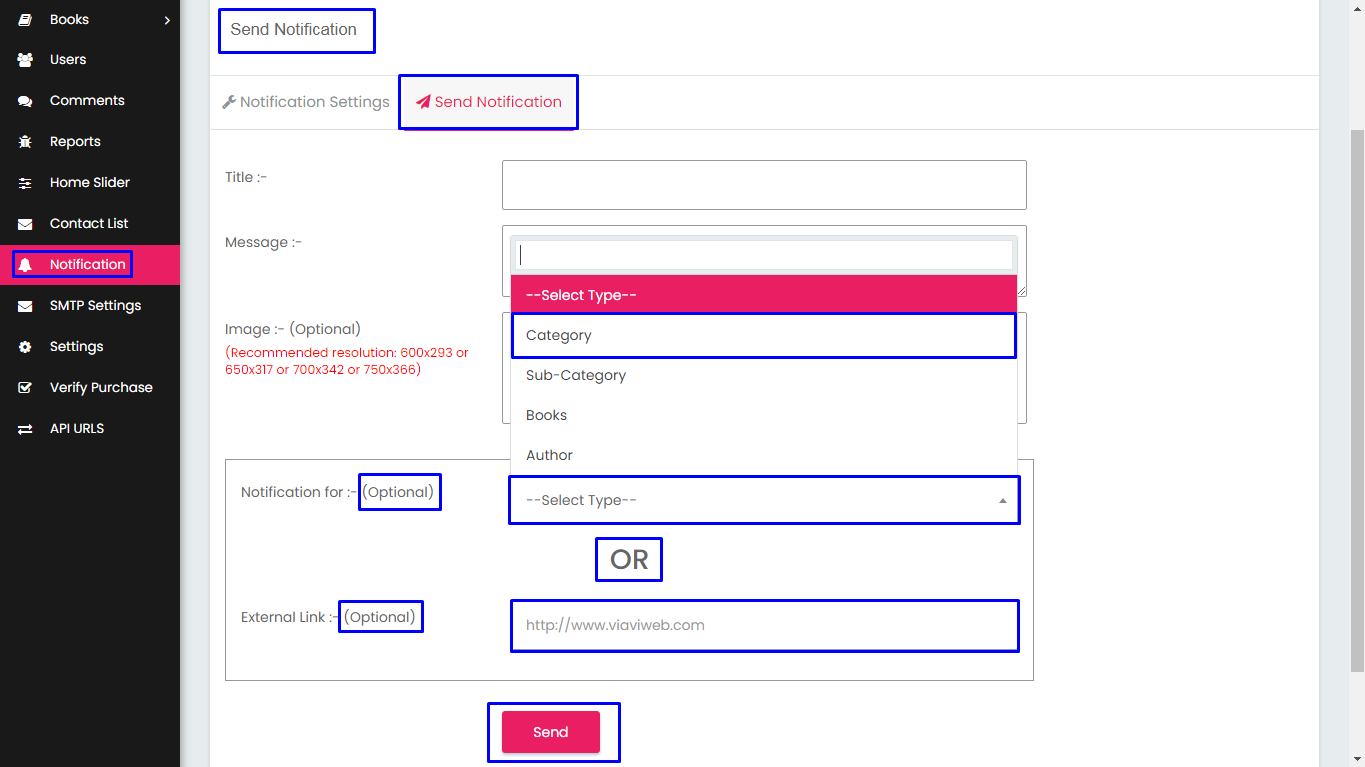 Books
Users
Comments
Reports
Home Slider
Contact List
Notification
SMTP Settings
Settings
Verify Purchase
API URLS
Send Notification
Notification Settings
Send Notification
Title :-
Message :-
--Select Type--
Category
Sub-Category
Books
Author
Image :- (Optional)
(Recommended resolution: 600x293 or
650x317 or 700x342 or 750x366)
Notification for :- (Optional)
--Select Type--
OR
External Link :- (Optional)
http://www.viaviweb.com
Send